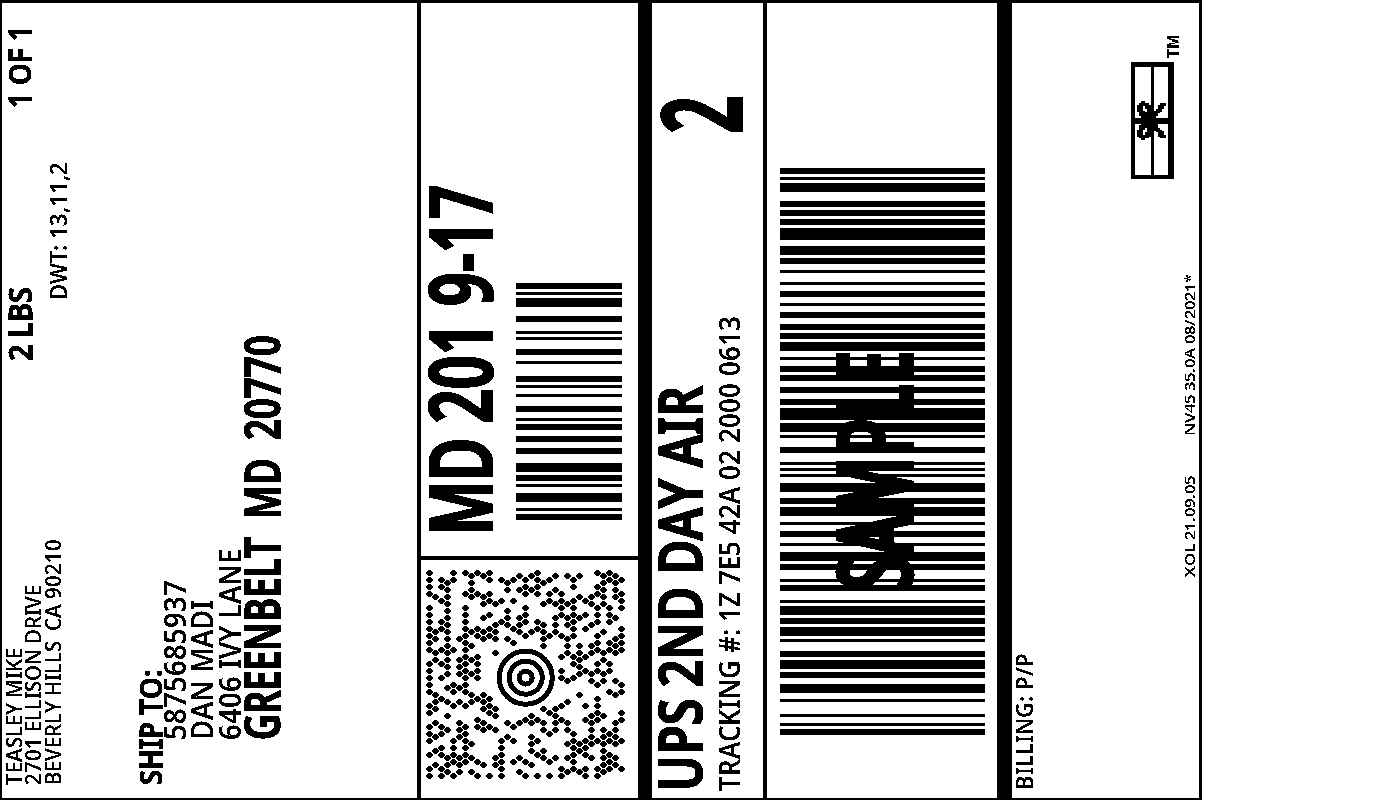 TEASLEY MIKE
2701 ELLISON DRIVE
BEVERLY HILLS CA 90210
2 LBS
1 OF 1
DWT: 13,11,2
SHIP TO:
5875685937
DAN MADI
6406 IVY LANE
GREENBELT MD 20770
MD 201 9-17
UPS 2ND DAY AIR
TRACKING #: 1Z 7E5 42A 02 2000 0613
2
SAMPLE
BILLING: P/P
XOL 21.09.05
NV45 35.0A 08/2021*
TM